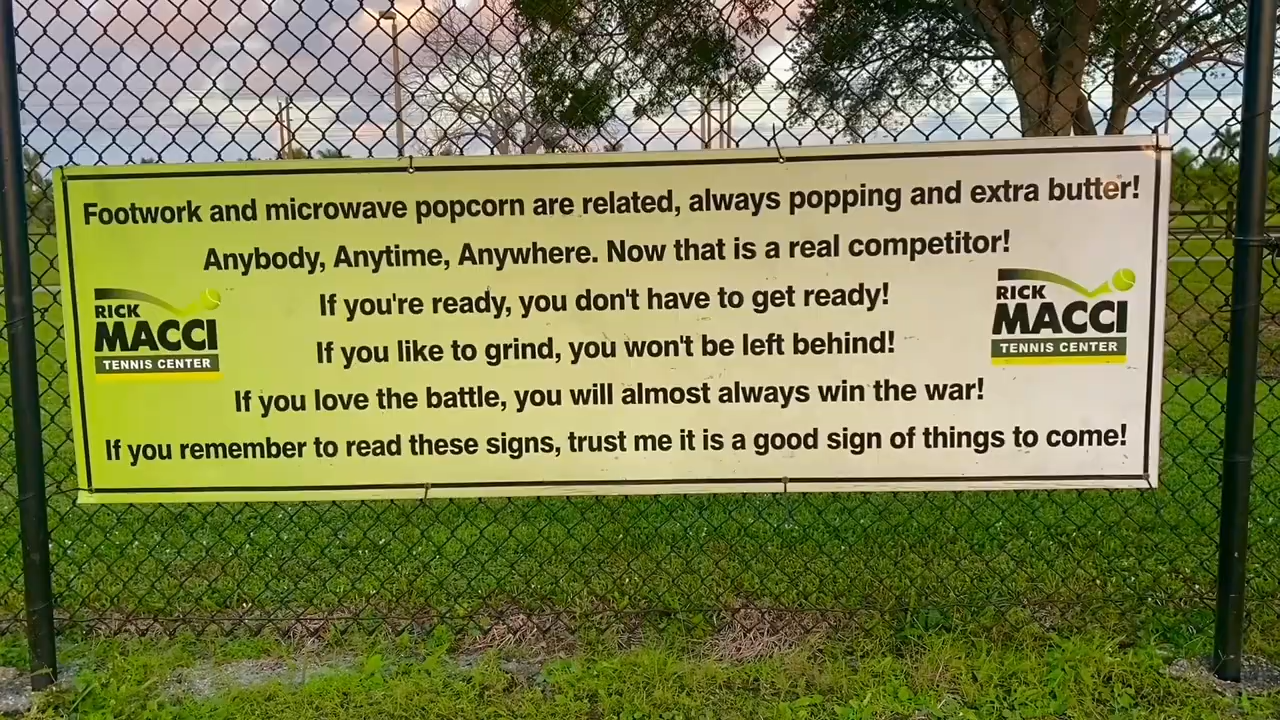 Footwork and microwave popcorn are related, always popping and extra butter!
Anybody, Anytime, Anywhere. Now that is a real competitor!
If you're ready, you don't have to get ready!
If you like to grind, you won't be left behind!
If you love the battle, you will almost always win the war!
If you remember to read these signs, trust me it is a good sign of things to come!
RICK
MACCI
TENNIS CENTER
RICK
MACCI
TENNIS CENTER